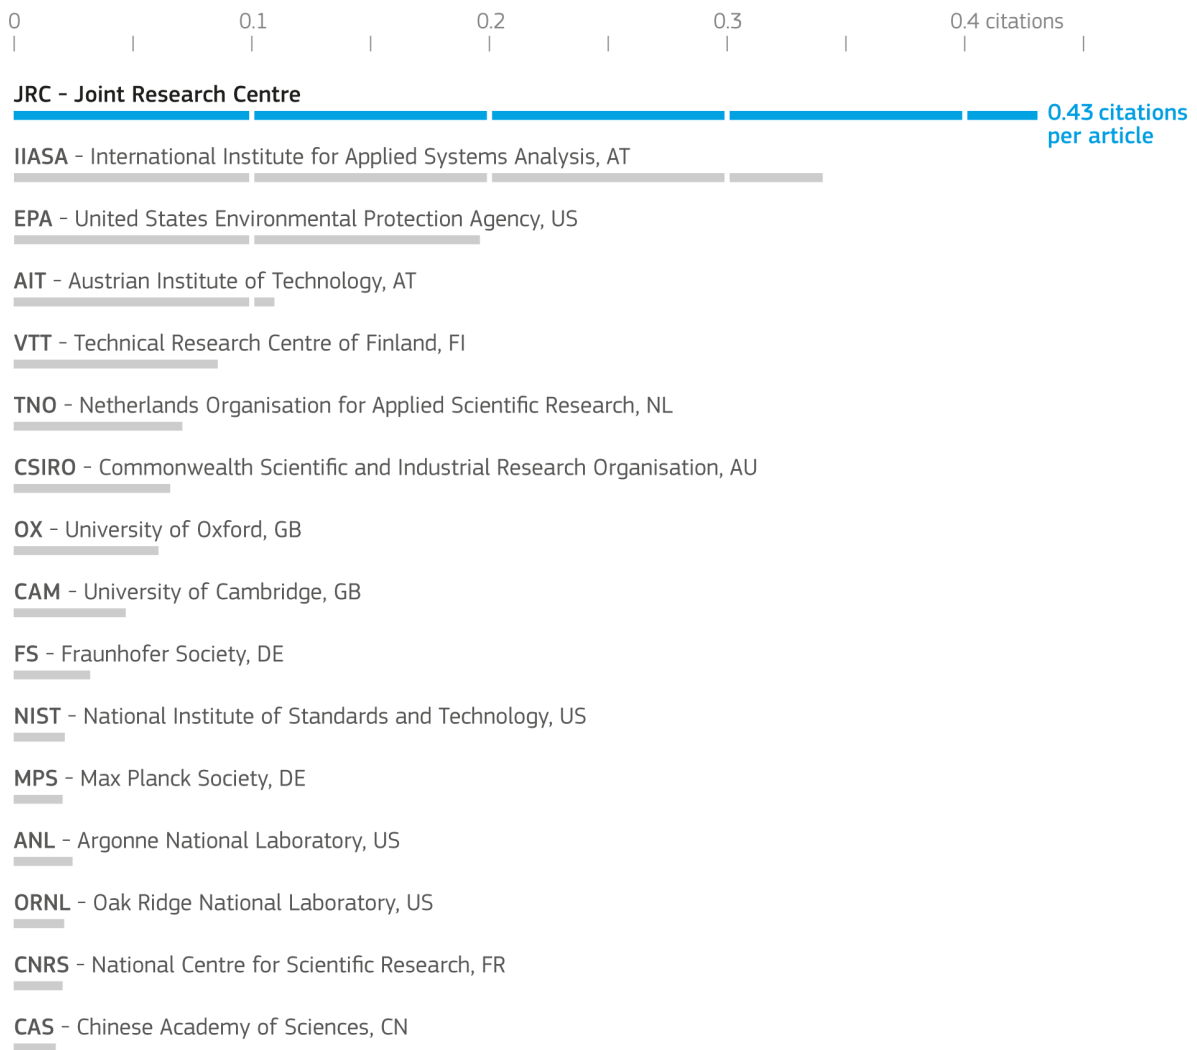 0 0.1 0.2 0.3 0.4 citations
JRC - Joint Research Centre
0.43 citations
per article
IIASA - International Institute for Applied Systems Analysis, AT
EPA - United States Environmental Protection Agency, US
AIT - Austrian Institute of Technology, AT
VTT - Technical Research Centre of Finland, FI
TNO - Netherlands Organisation for Applied Scientific Research, NL
CSIRO - Commonwealth Scientific and Industrial Research Organisation, AU
OX - University of Oxford, GB
CAM - University of Cambridge, GB
FS - Fraunhofer Society, DE
NIST - National Institute of Standards and Technology, US
MPS - Max Planck Society, DE
ANL - Argonne National Laboratory, US
ORNL - Oak Ridge National Laboratory, US
CNRS - National Centre for Scientific Research, FR
CAS - Chinese Academy of Sciences, CN